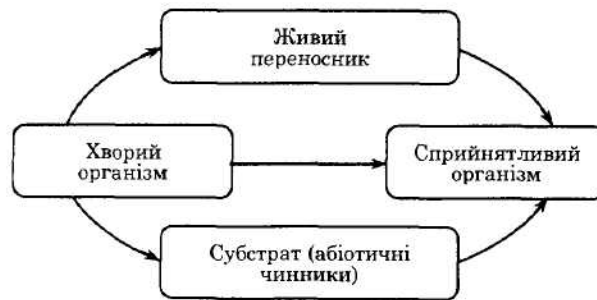 Живий
переносник
Хворий
організм
Сприйнятливий
організм
Субстрат (абіотичні
чинники)